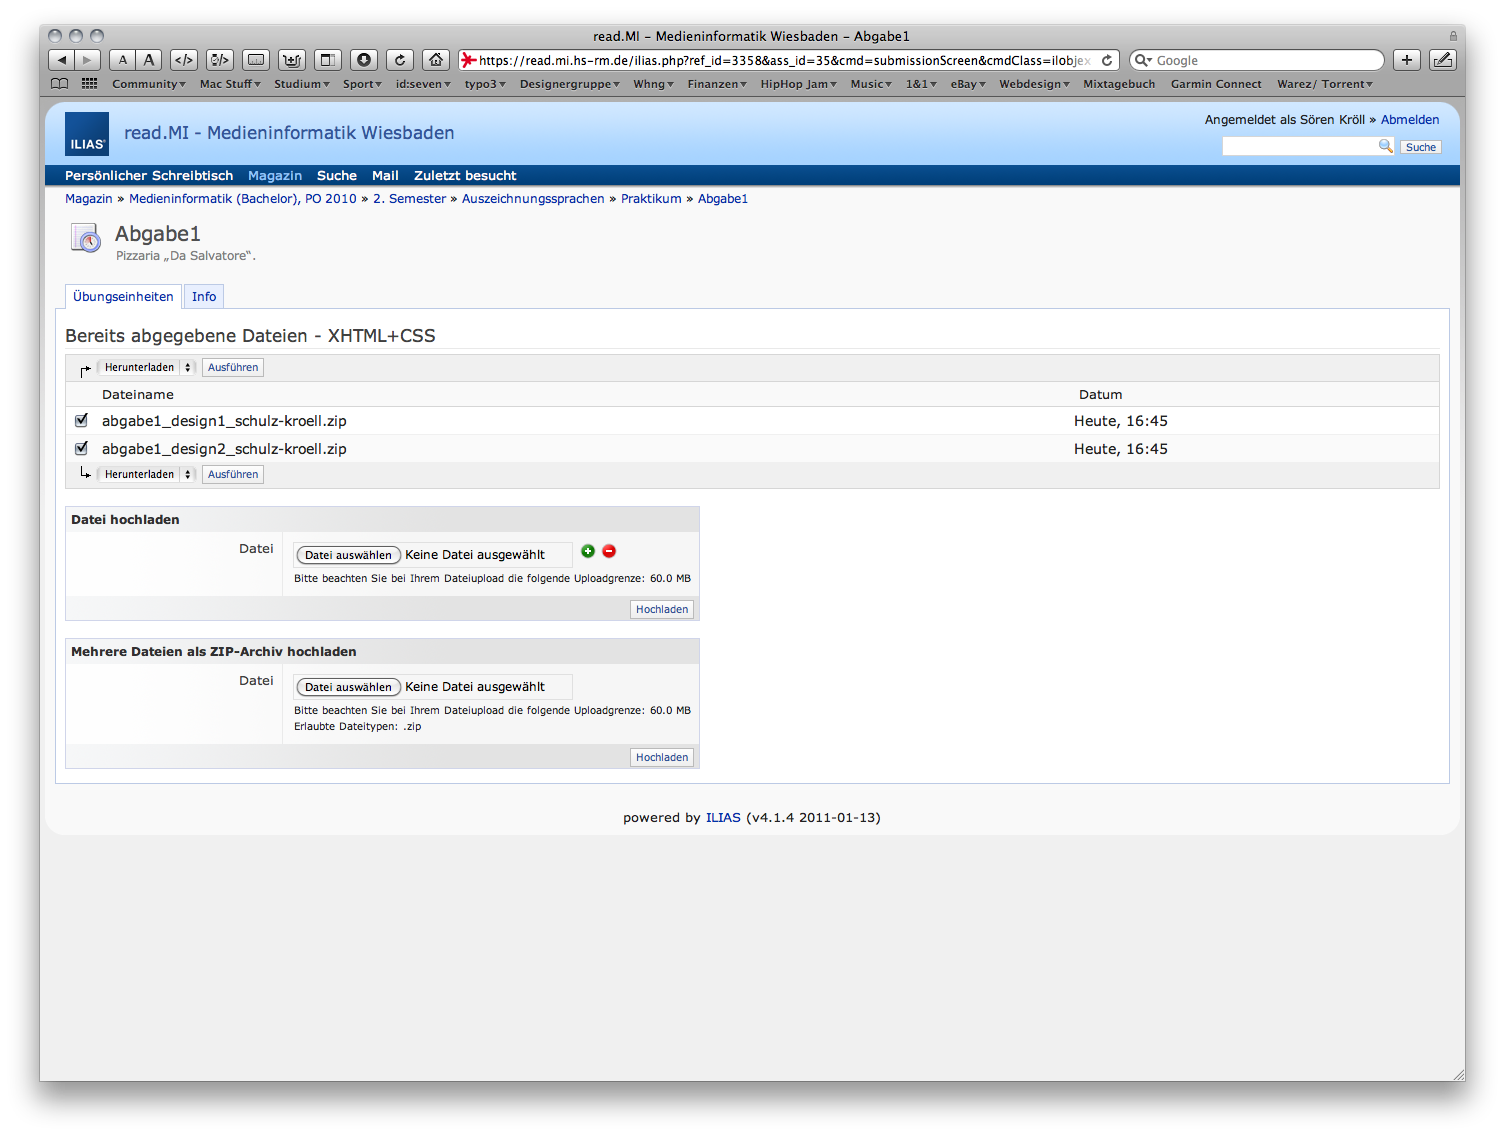 read.MI – Medieninformatik Wiesbaden – Abgabe1
A A </> https://read.mi.hs-rm.de/ilias.php?ref_id=3358&ass_id=35&cmd=submissionScreen&cmdClass=ilobjex Google
Community Mac Stuff Studium Sport id:seven typo3 Designergruppe Whng Finanzen HipHop Jam Music 1&1 eBay Webdesign Mixtagebuch Garmin Connect Warez/ Torrent
ILIAS read.MI - Medieninformatik Wiesbaden
Angemeldet als Sören Kröll » Abmelden
Suche
Persönlicher Schreibtisch Magazin Suche Mail Zuletzt besucht
Magazin » Medieninformatik (Bachelor), PO 2010 » 2. Semester » Auszeichnungssprachen » Praktikum » Abgabe1
Abgabe1
Pizzaria „Da Salvatore“.
Übungseinheiten Info
Bereits abgegebene Dateien - XHTML+CSS
Herunterladen Ausführen
Dateiname Datum
abgabe1_design1_schulz-kroell.zip Heute, 16:45
abgabe1_design2_schulz-kroell.zip Heute, 16:45
Herunterladen Ausführen
Datei hochladen
Datei Datei auswählen Keine Datei ausgewählt
Bitte beachten Sie bei Ihrem Dateiupload die folgende Uploadgrenze: 60.0 MB
Hochladen
Mehrere Dateien als ZIP-Archiv hochladen
Datei Datei auswählen Keine Datei ausgewählt
Bitte beachten Sie bei Ihrem Dateiupload die folgende Uploadgrenze: 60.0 MB
Erlaubte Dateitypen: .zip
Hochladen
powered by ILIAS (v4.1.4 2011-01-13)